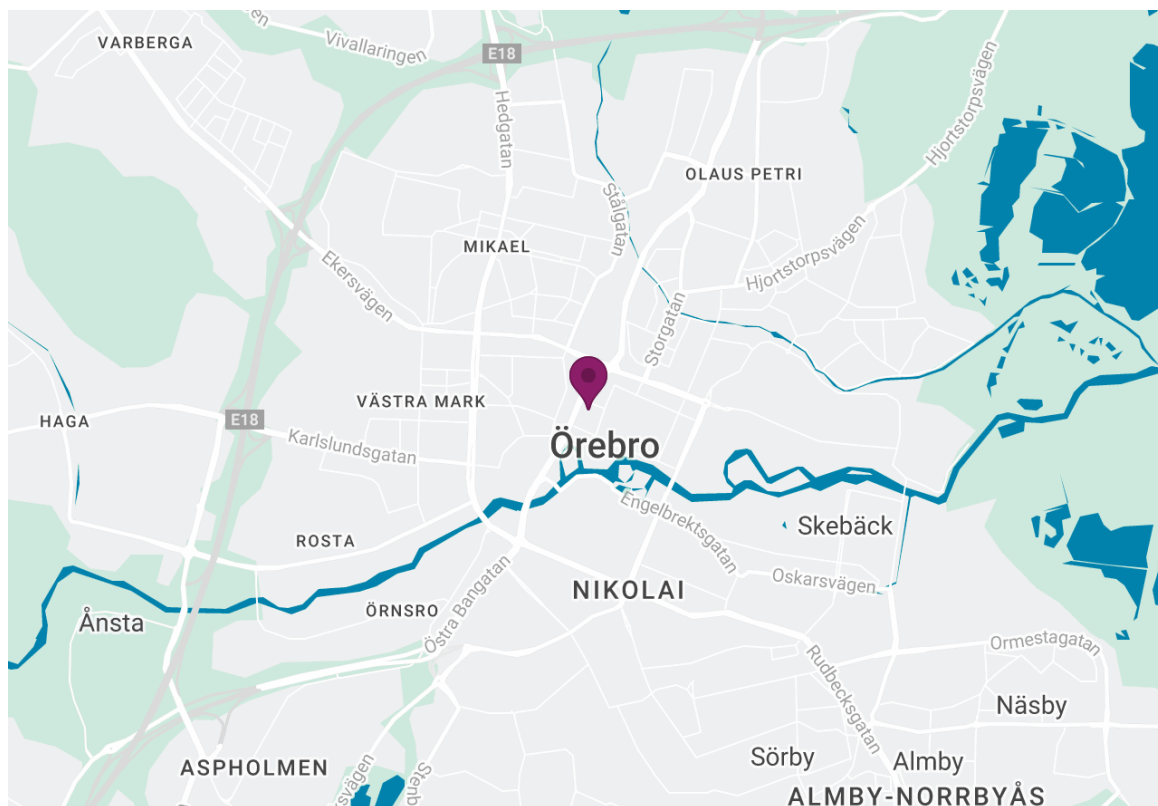 VARBERGA
Vivallaringen
E18
Hedgatan
Hjortstorpsvägen
OLAUS PETRI
Stålgatan
MIKAEL
Ekersvägen
Hjortstorpsvägen
Storgatan
VÄSTRA MARK
HAGA
E18
Karlslundsgatan
Örebro
Engelbrektsgatan
Skebäck
ROSTA
Oskarsvägen
NIKOLAI
ÖRNSRO
Ånsta
Östra Bangatan
Ormestagatan
Rudbecksgatan
Näsby
Sörby
Almby
ASPHOLMEN
ALMBY-NORRBYÅS